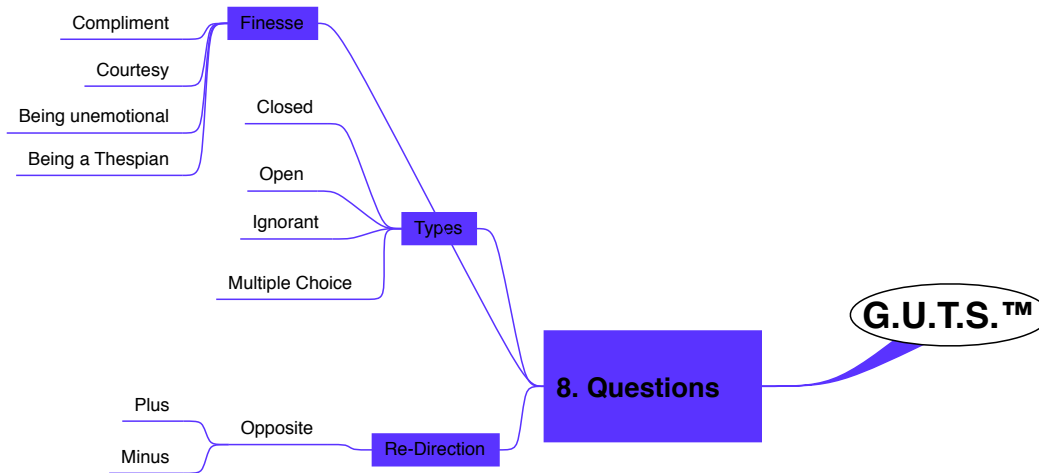 Compliment
Finesse
Courtesy
Being unemotional
Being a Thespian
Closed
Open
Ignorant
Multiple Choice
Types
G.U.T.S.™
8. Questions
Plus
Minus
Opposite
Re-Direction